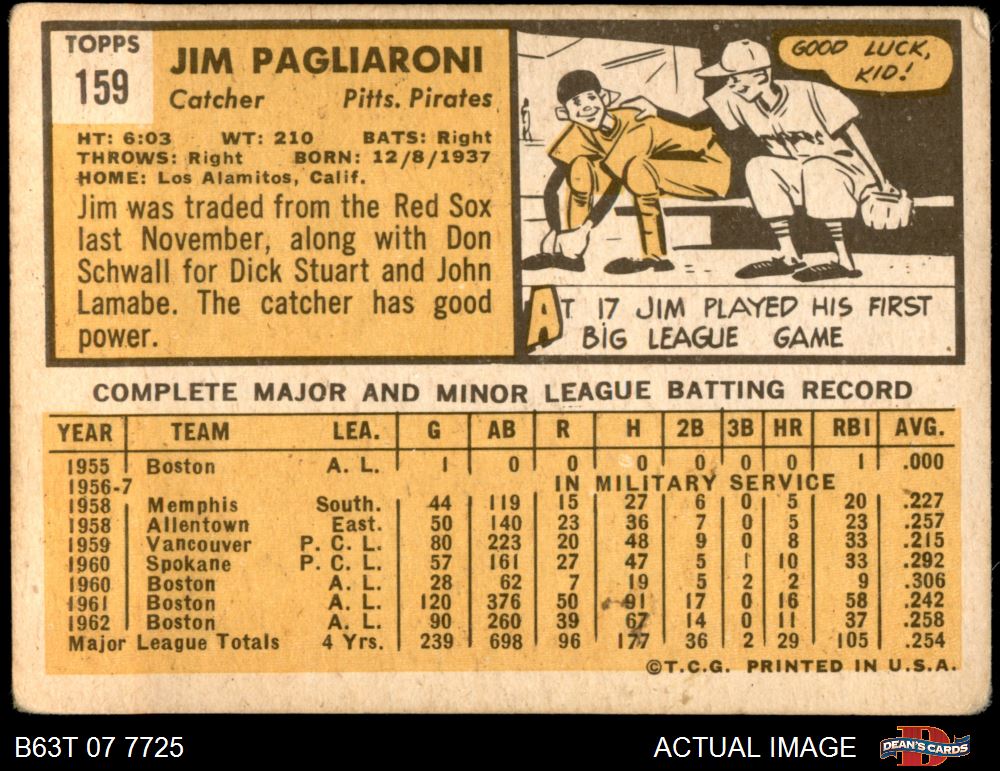 TOPPS
159
JIM PAGLIARONI
Catcher Pitts. Pirates
HT: 6:03 WT: 210 BATS: Right
THROWS: Right BORN: 12/8/1937
HOME: Los Alamitos, Calif.
Jim was traded from the Red Sox
last November, along with Don
Schwall for Dick Stuart and John
Lamabe. The catcher has good
power.
GOOD LUCK,
KID!
AT 17 JIM PLAYED HIS FIRST
BIG LEAGUE GAME
COMPLETE MAJOR AND MINOR LEAGUE BATTING RECORD
YEAR TEAM LEA. G AB R H 2B 3B HR RBI AVG.
1955 Boston A. L. 1 0 0 0 0 0 0 1 .000
1956-7 IN MILITARY SERVICE
1958 Memphis South. 44 119 15 27 6 0 5 20 .227
1958 Allentown East. 50 140 23 36 7 0 5 23 .257
1959 Vancouver P. C. L. 80 223 20 48 9 0 8 33 .215
1960 Spokane P. C. L. 57 161 27 47 5 1 10 33 .292
1960 Boston A. L. 28 62 7 19 5 2 2 9 .306
1961 Boston A. L. 120 376 50 91 17 0 16 58 .242
1962 Boston A. L. 90 260 39 67 14 0 11 37 .258
Major League Totals 4 Yrs. 239 698 96 177 36 2 29 105 .254
©T.C.G. PRINTED IN U.S.A.
B63T 07 7725
ACTUAL IMAGE
DEAN'S CARDS